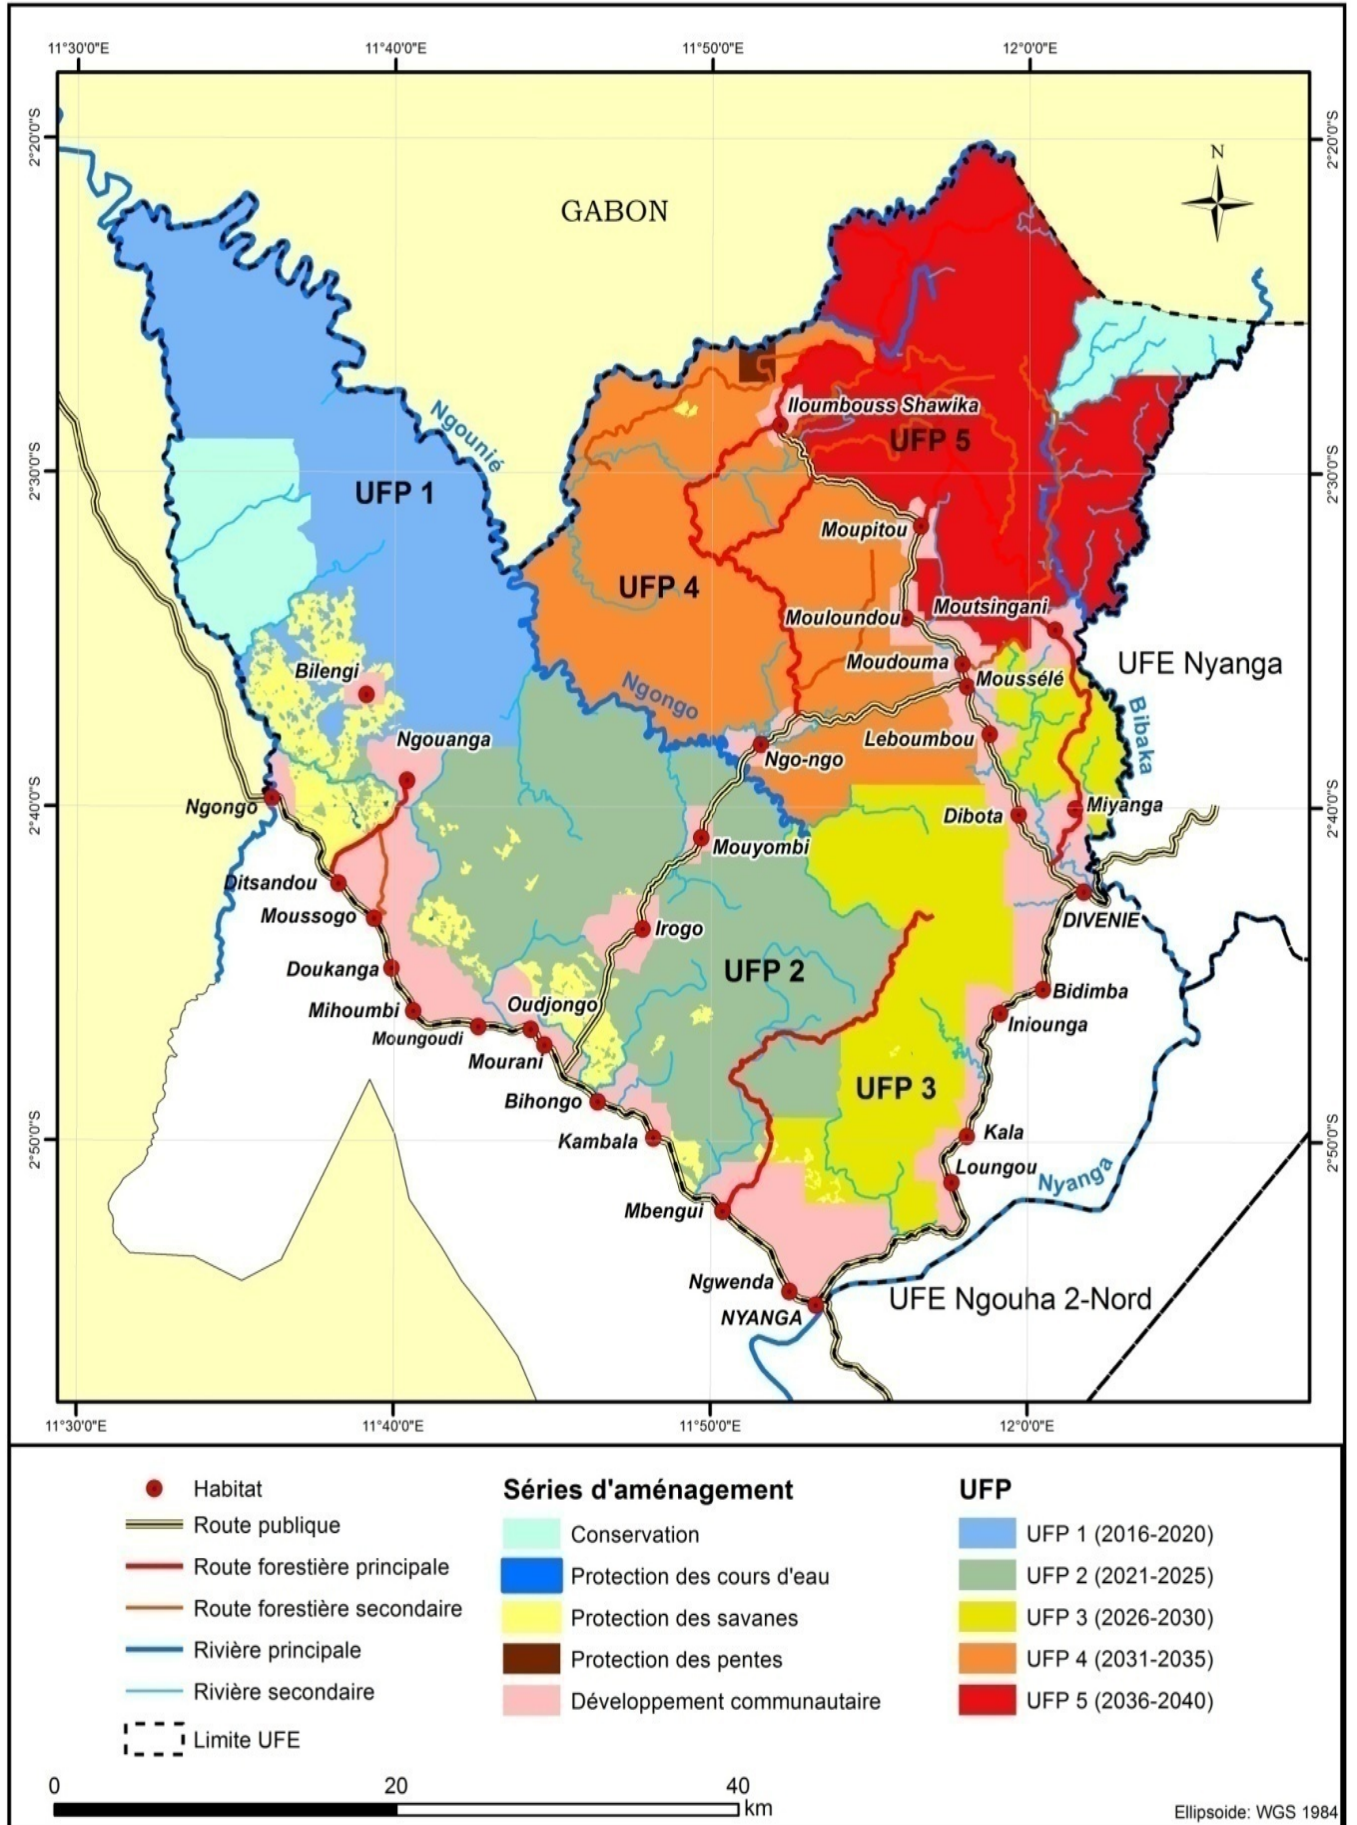 11°30'0"E
11°40'0"E
11°50'0"E
12°0'0"E
2°20'0"S
2°20'0"S
N
GABON
Ngounié
Iloumbouss Shawika
UFP 5
2°30'0"S
2°30'0"S
UFP 1
Moupitou
UFP 4
Mouloundou
Moutsingani
Moudouma
UFE Nyanga
Bilengi
Moussélé
Ngongo
Bibaka
Ngouanga
Leboumbou
Ngo-ngo
2°40'0"S
2°40'0"S
Ngongo
Dibota
Miyanga
Mouyombi
Ditsandou
Moussogo
DIVENIE
Irogo
Doukanga
UFP 2
Bidimba
Mihoumbi
Oudjongo
Iniounga
Moungoudi
Mourani
UFP 3
Bihongo
Kambala
Kala
2°50'0"S
2°50'0"S
Loungou
Nyanga
Mbengui
Ngwenda
NYANGA
UFE Ngouha 2-Nord
11°30'0"E
11°40'0"E
11°50'0"E
12°0'0"E
Habitat
Route publique
Route forestière principale
Route forestière secondaire
Rivière principale
Rivière secondaire
Limite UFE
Séries d'aménagement
Conservation
Protection des cours d'eau
Protection des savanes
Protection des pentes
Développement communautaire
UFP
UFP 1 (2016-2020)
UFP 2 (2021-2025)
UFP 3 (2026-2030)
UFP 4 (2031-2035)
UFP 5 (2036-2040)
0
20
40
km
Ellipsoide: WGS 1984